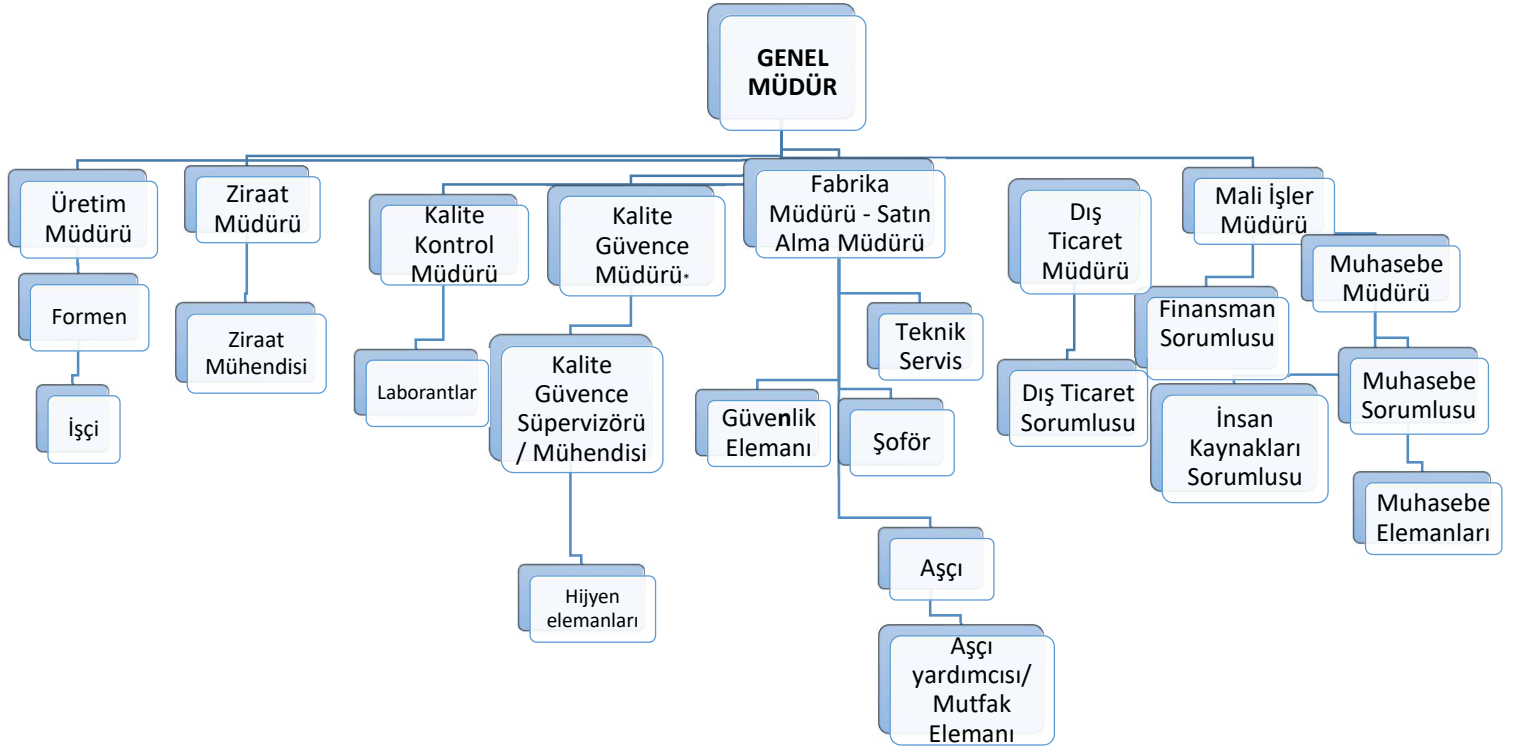 GENEL
MÜDÜR
Üretim
Müdürü
Ziraat
Müdürü
Kalite
Kontrol
Müdürü
Kalite
Güvence
Müdürü*
Fabrika
Müdürü - Satın
Alma Müdürü
Dış
Ticaret
Müdürü
Mali İşler
Müdürü
Muhasebe
Müdürü
Formen
Ziraat
Mühendisi
İşçi
Laborantlar
Kalite
Güvence
Süpervizörü
/ Mühendisi
Teknik
Servis
Güvenlik
Elemanı
Şoför
Dış Ticaret
Sorumlusu
Finansman
Sorumlusu
İnsan
Kaynakları
Sorumlusu
Muhasebe
Sorumlusu
Muhasebe
Elemanları
Hijyen
elemanları
Aşçı
Aşçı
yardımcısı/
Mutfak
Elemanı